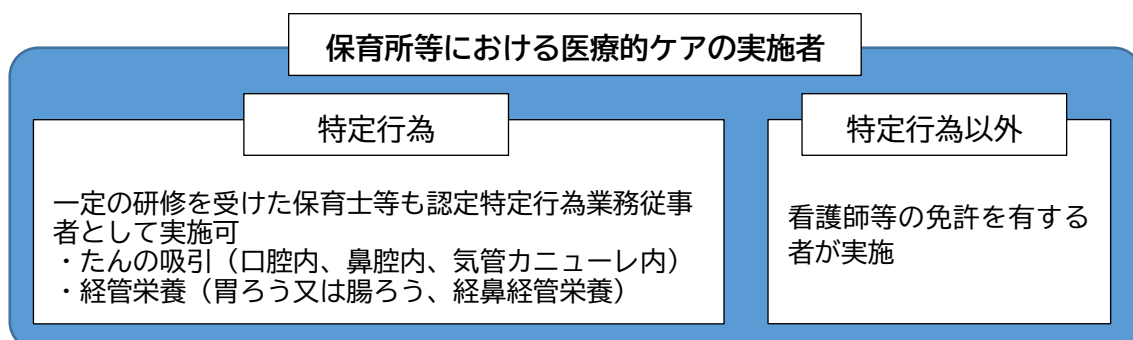 保育所等における医療的ケアの実施者
特定行為
一定の研修を受けた保育士等も認定特定行為業務従事
者として実施可
・たんの吸引（口腔内、鼻腔内、気管カニューレ内）
・経管栄養（胃ろう又は腸ろう、経鼻経管栄養）
特定行為以外
看護師等の免許を有する
者が実施